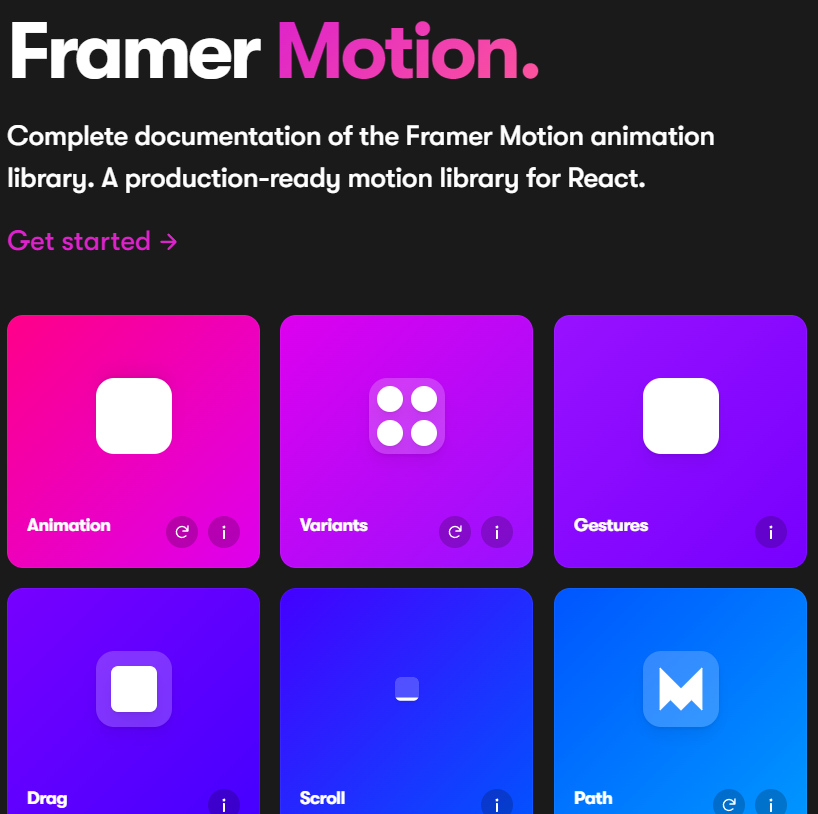 Framer Motion.
Complete documentation of the Framer Motion animation
library. A production-ready motion library for React.
Get started →
Animation
Variants
Gestures
Drag
Scroll
Path